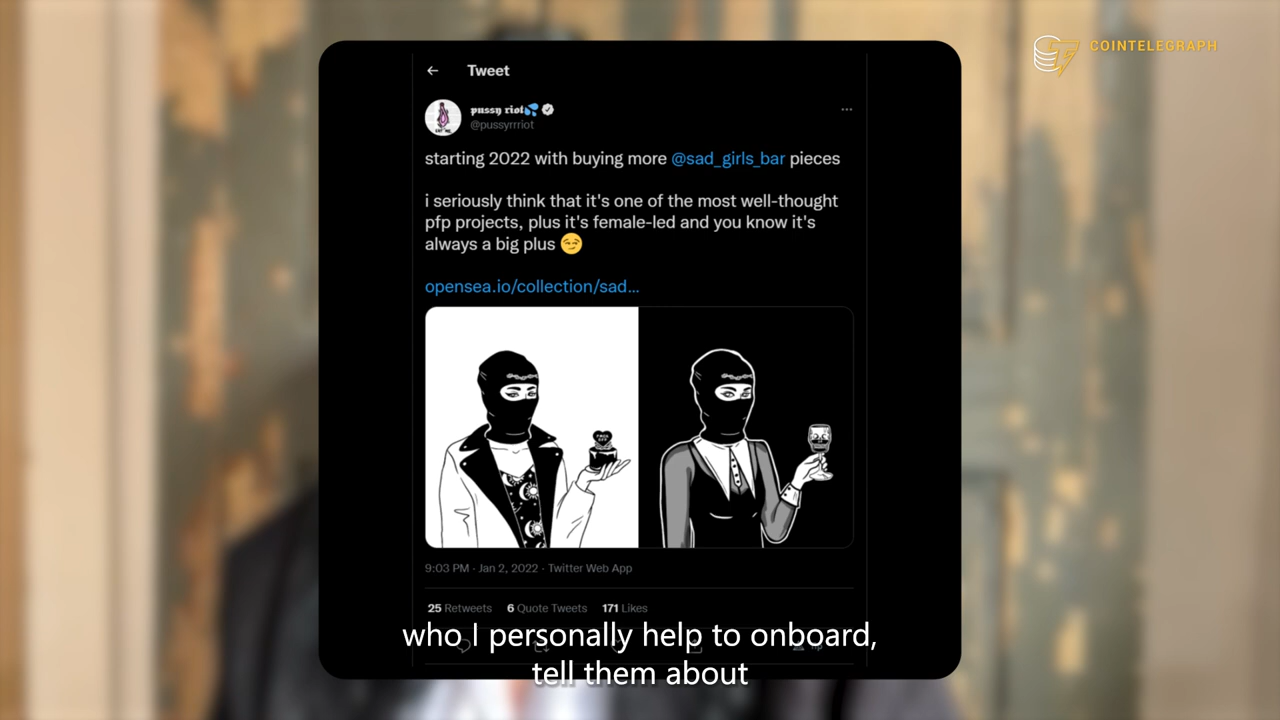 COINTELEGRAPH
Tweet
pussy riot💦
@pussyrrriot
starting 2022 with buying more @sad_girls_bar pieces
i seriously think that it's one of the most well-thought
pfp projects, plus it's female-led and you know it's
always a big plus 😏
opensea.io/collection/sad...
9:03 PM · Jan 2, 2022 · Twitter Web App
25 Retweets 6 Quote Tweets 171 Likes
who I personally help to onboard,
tell them about